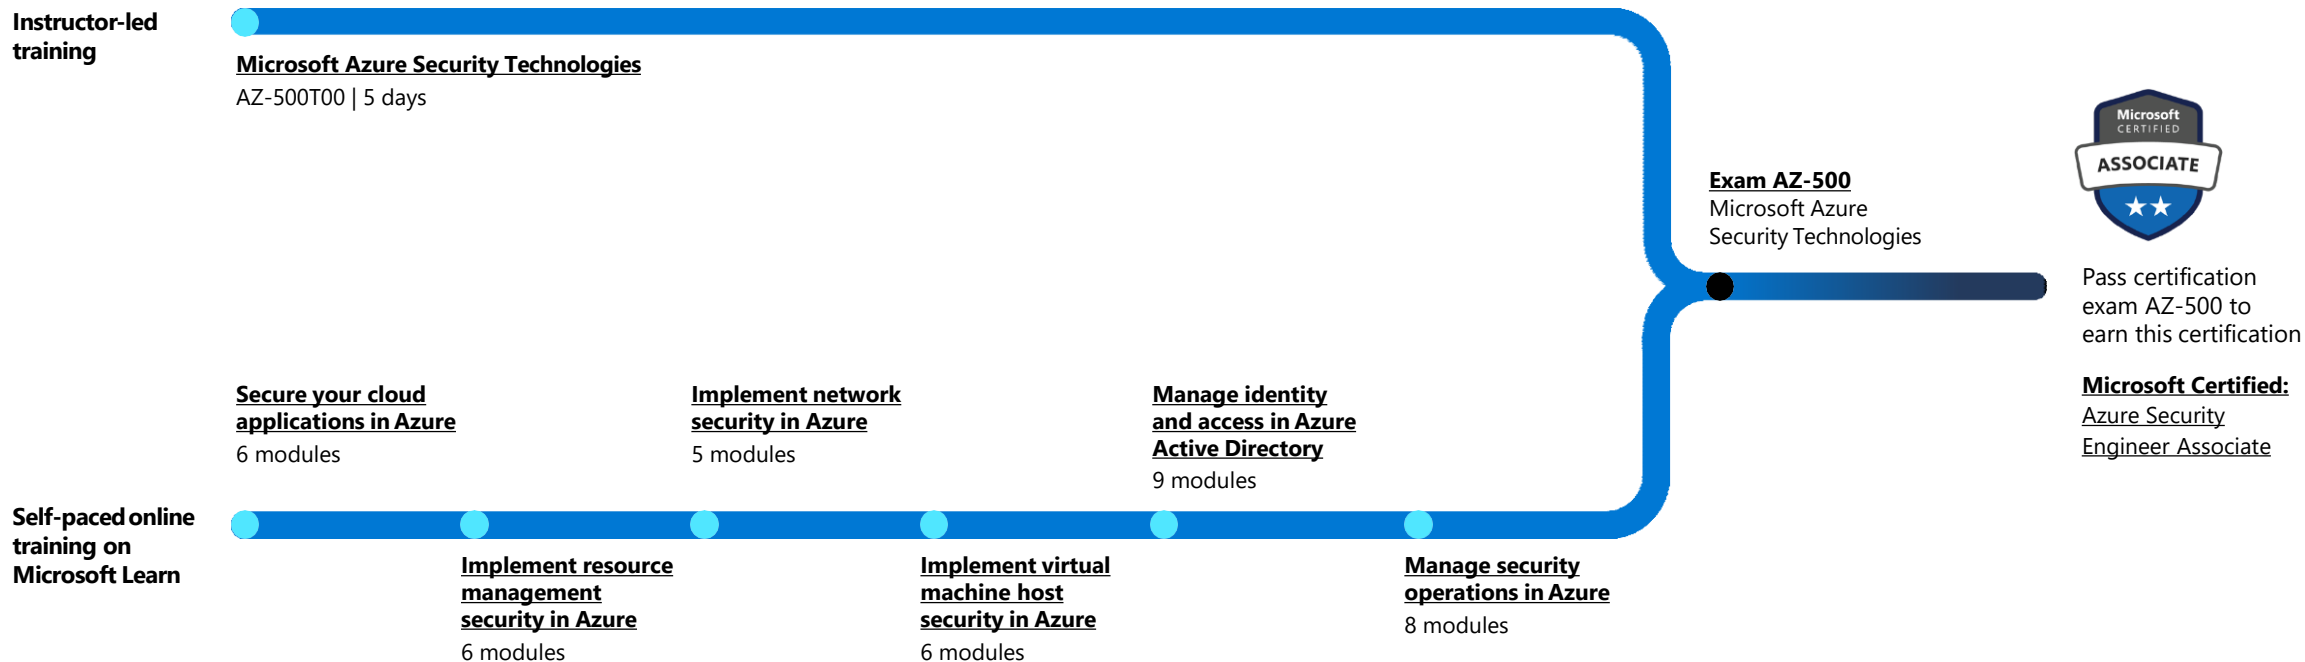 Instructor-led
training
Microsoft Azure Security Technologies
AZ-500T00 | 5 days
Microsoft
CERTIFIED
ASSOCIATE
Exam AZ-500
Microsoft Azure
Security Technologies
Pass certification
exam AZ-500 to
earn this certification
Microsoft Certified:
Azure Security
Engineer Associate
Secure your cloud
applications in Azure
6 modules
Implement network
security in Azure
5 modules
Manage identity
and access in Azure
Active Directory
9 modules
Self-paced online
training on
Microsoft Learn
Implement resource
management
security in Azure
6 modules
Implement virtual
machine host
security in Azure
6 modules
Manage security
operations in Azure
8 modules